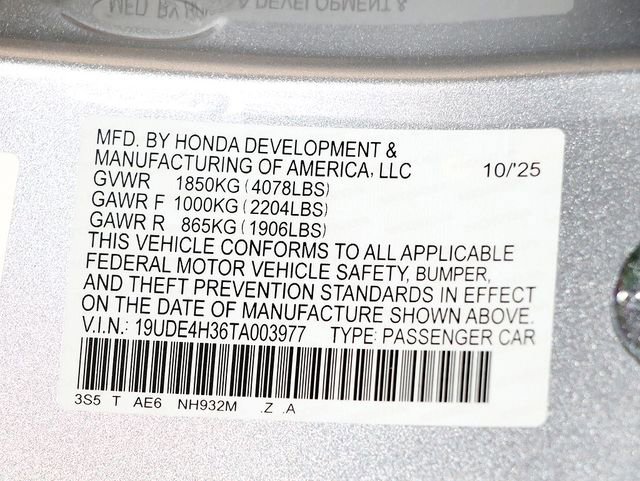 MFD. BY HONDA DEVELOPMENT &
MANUFACTURING OF AMERICA, LLC 10/'25
GVWR 1850KG (4078LBS)
GAWR F 1000KG (2204LBS)
GAWR R 865KG (1906LBS)
THIS VEHICLE CONFORMS TO ALL APPLICABLE
FEDERAL MOTOR VEHICLE SAFETY, BUMPER,
AND THEFT PREVENTION STANDARDS IN EFFECT
ON THE DATE OF MANUFACTURE SHOWN ABOVE.
V.I.N.: 19UDE4H36TA003977 TYPE: PASSENGER CAR
3S5 T AE6 NH932M .Z .A